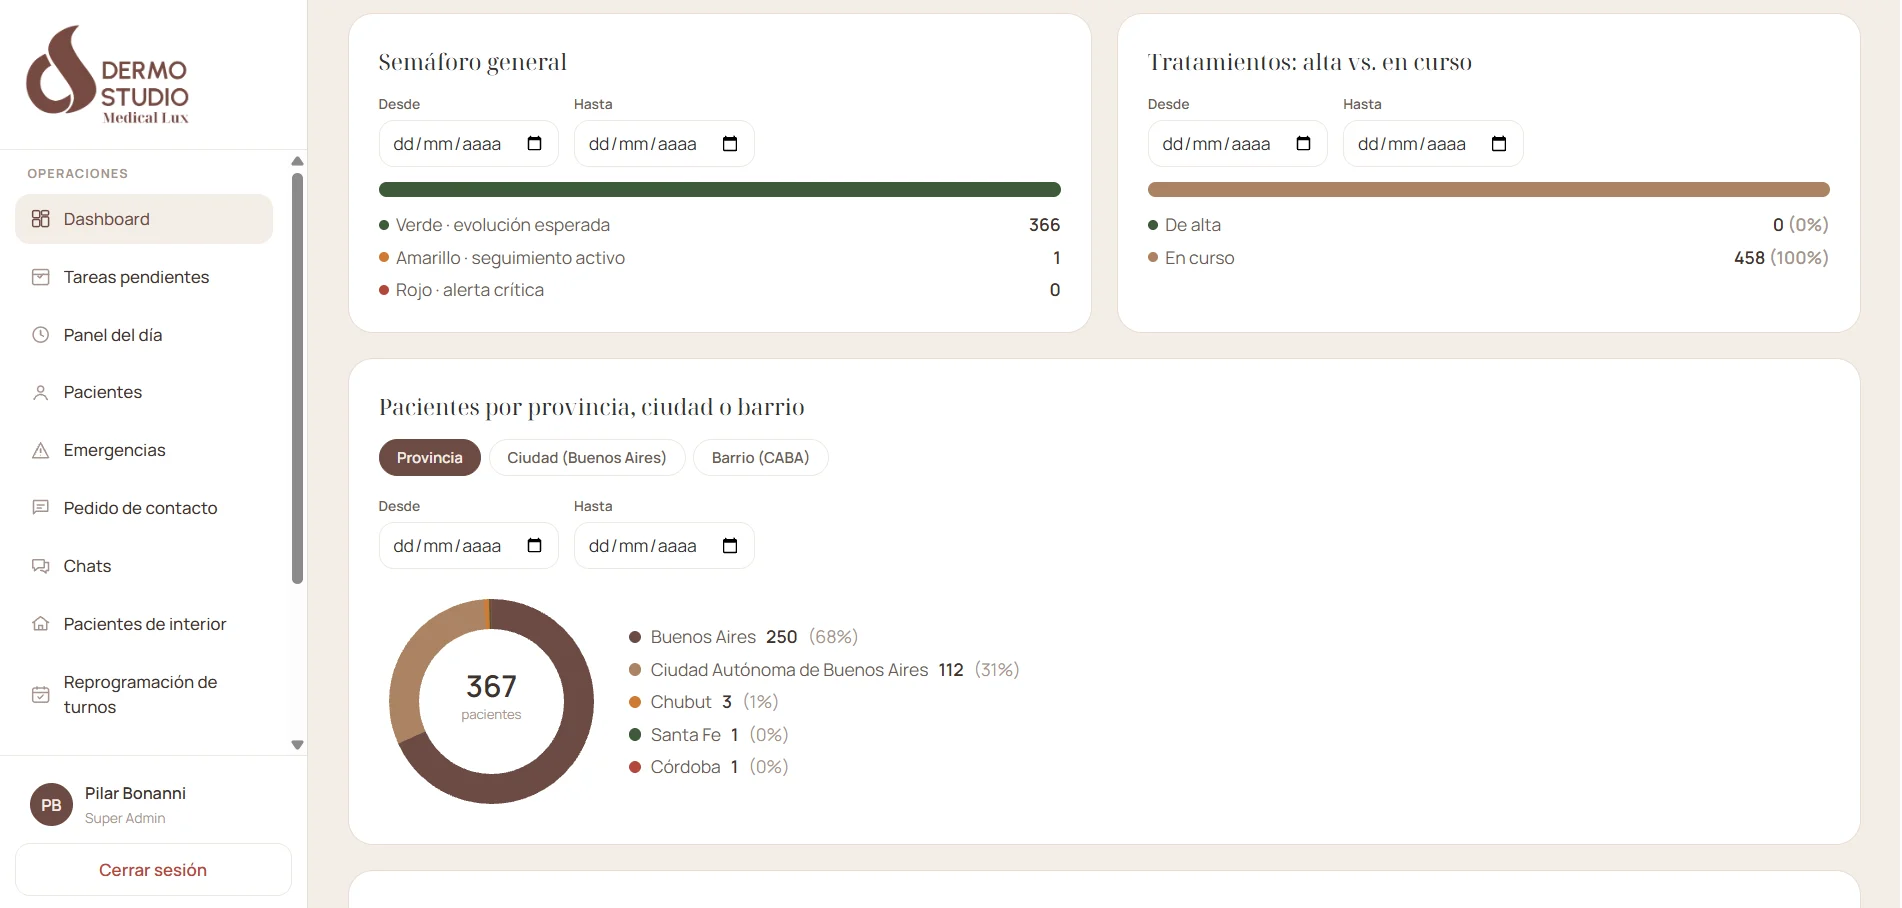 DERMO
STUDIO
Medical Lux
OPERACIONES
Dashboard
Tareas pendientes
Panel del día
Pacientes
Emergencias
Pedido de contacto
Chats
Pacientes de interior
Reprogramación de
turnos
PB
Pilar Bonanni
Super Admin
Cerrar sesión
Semáforo general
Desde Hasta
dd/mm/aaaa dd/mm/aaaa
Verde · evolución esperada 366
Amarillo · seguimiento activo 1
Rojo · alerta crítica 0
Tratamientos: alta vs. en curso
Desde Hasta
dd/mm/aaaa dd/mm/aaaa
De alta 0 (0%)
En curso 458 (100%)
Pacientes por provincia, ciudad o barrio
Provincia Ciudad (Buenos Aires) Barrio (CABA)
Desde Hasta
dd/mm/aaaa dd/mm/aaaa
367
pacientes
Buenos Aires 250 (68%)
Ciudad Autónoma de Buenos Aires 112 (31%)
Chubut 3 (1%)
Santa Fe 1 (0%)
Córdoba 1 (0%)